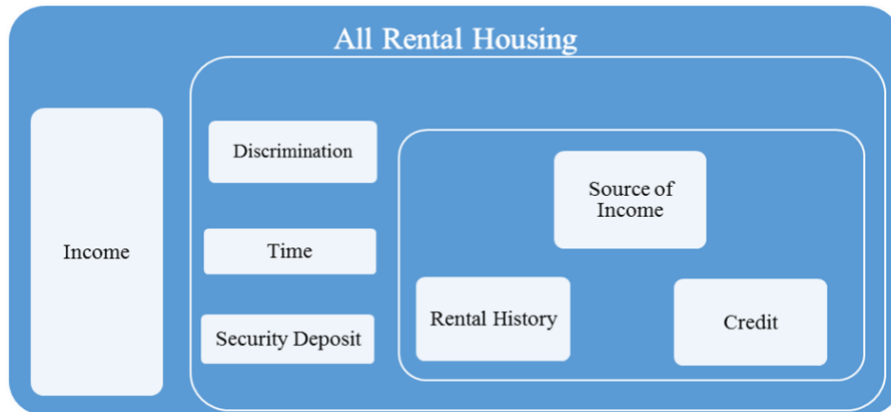 All Rental Housing
Income
Discrimination
Time
Security Deposit
Source of
Income
Rental History
Credit